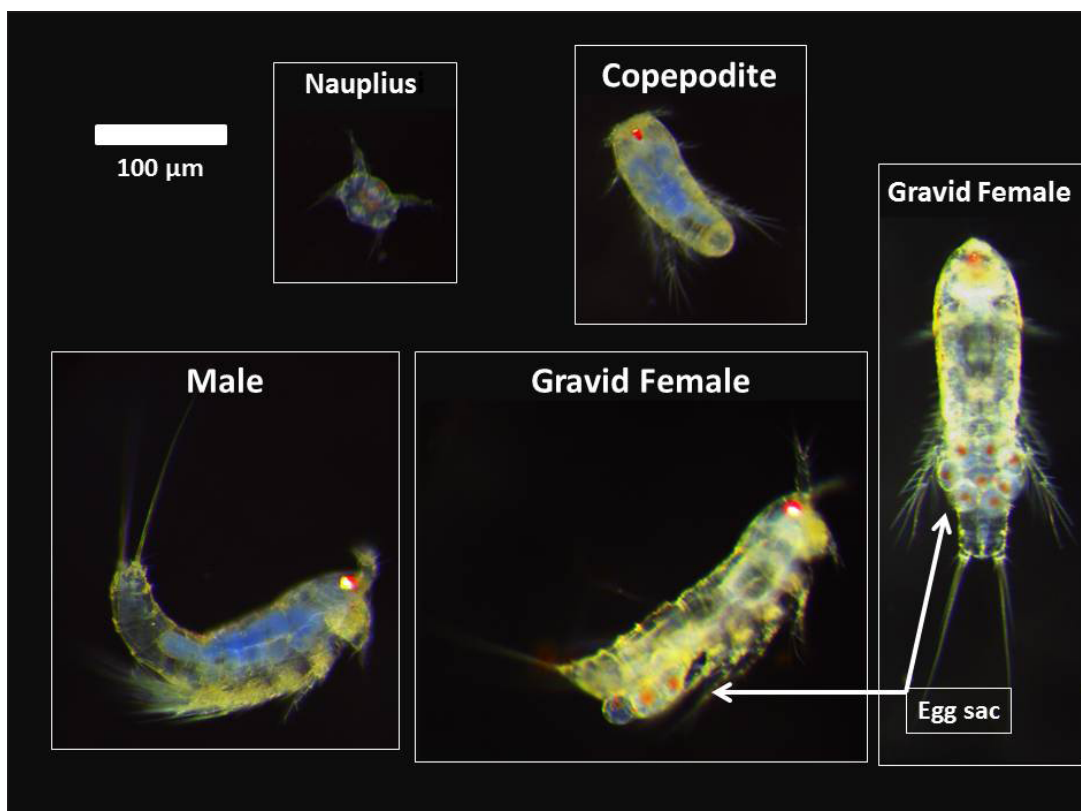 Nauplius
Copepodite
100 µm
Gravid Female
Male
Gravid Female
Egg sac